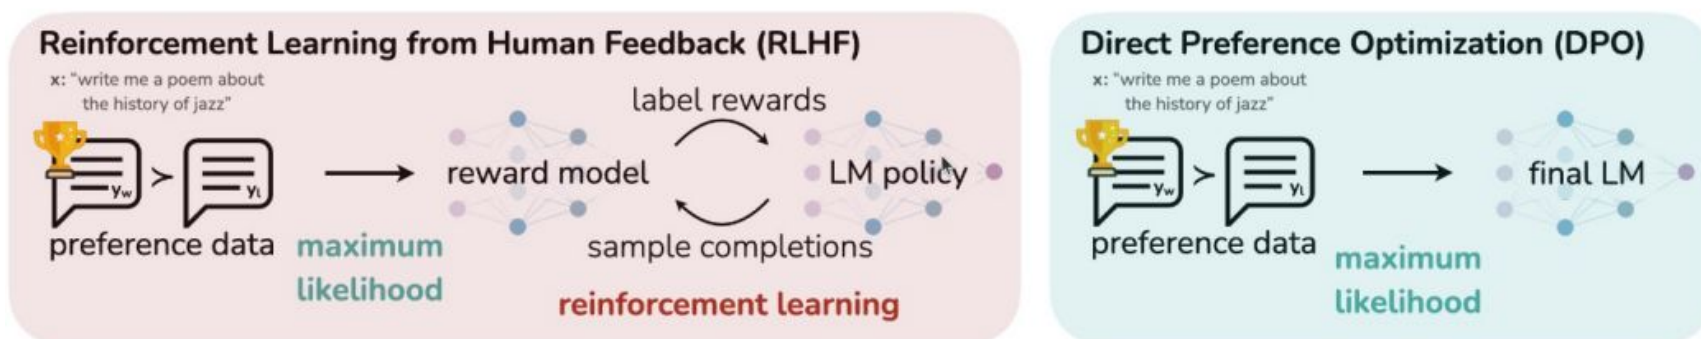 Reinforcement Learning from Human Feedback (RLHF)
x: "write me a poem about
the history of jazz"
label rewards
yw > yl
reward model
LM policy
preference data
maximum
likelihood
sample completions
reinforcement learning
Direct Preference Optimization (DPO)
x: "write me a poem about
the history of jazz"
yw > yl
final LM
preference data
maximum
likelihood